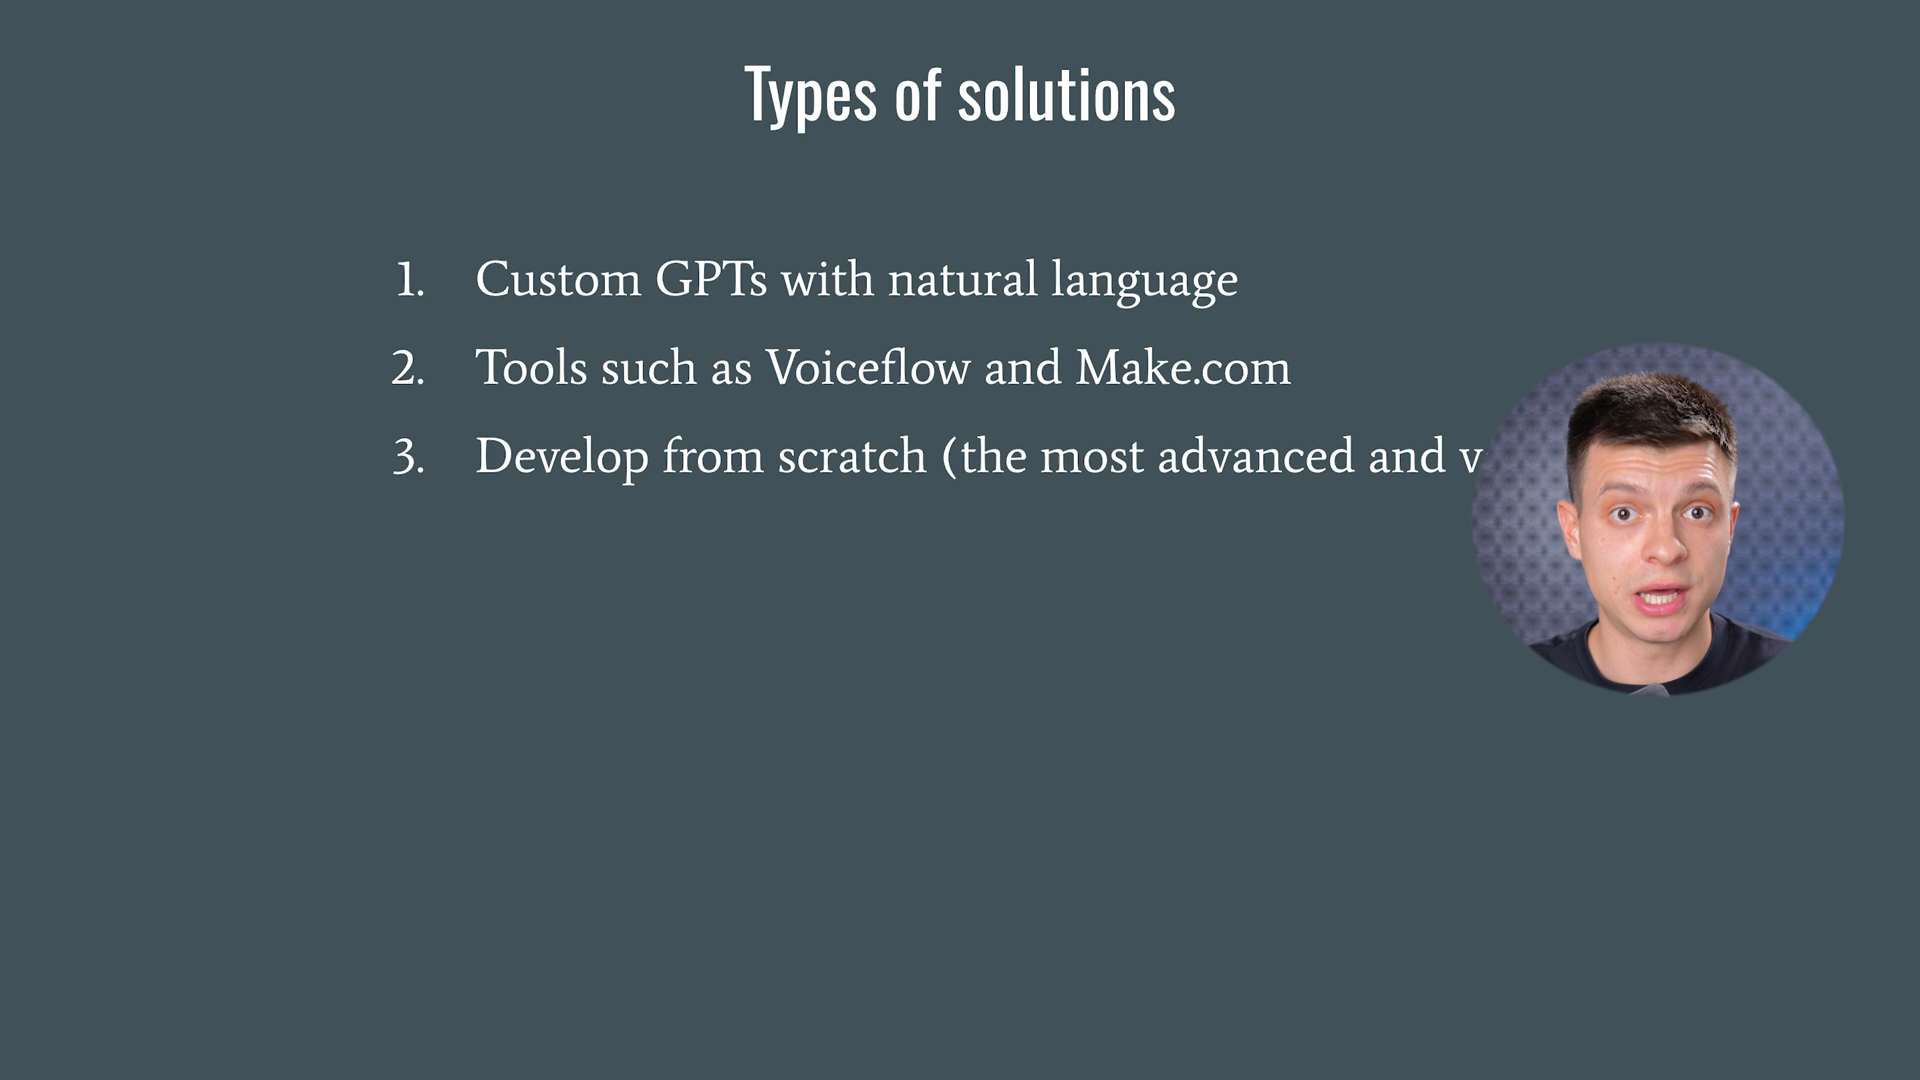 Types of solutions
1. Custom GPTs with natural language
2. Tools such as Voiceflow and Make.com
3. Develop from scratch (the most advanced and